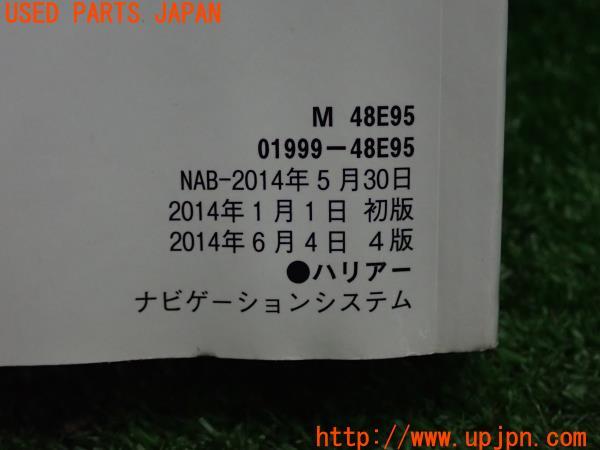 USED PARTS JAPAN
M 48E95
01999-48E95
NAB-2014年5月30日
2014年1月1日 初版
2014年6月4日 4版
●ハリアー
ナビゲーションシステム
http://www.upjpn.com/